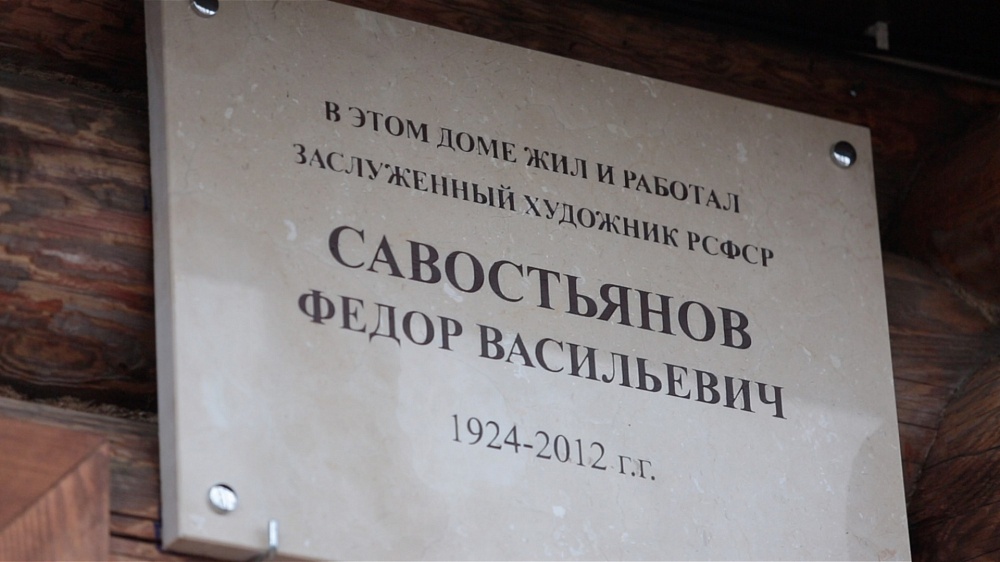 В ЭТОМ ДОМЕ ЖИЛ И РАБОТАЛ
ЗАСЛУЖЕННЫЙ ХУДОЖНИК РСФСР
САВОСТЬЯНОВ
ФЕДОР ВАСИЛЬЕВИЧ
1924-2012 г.г.